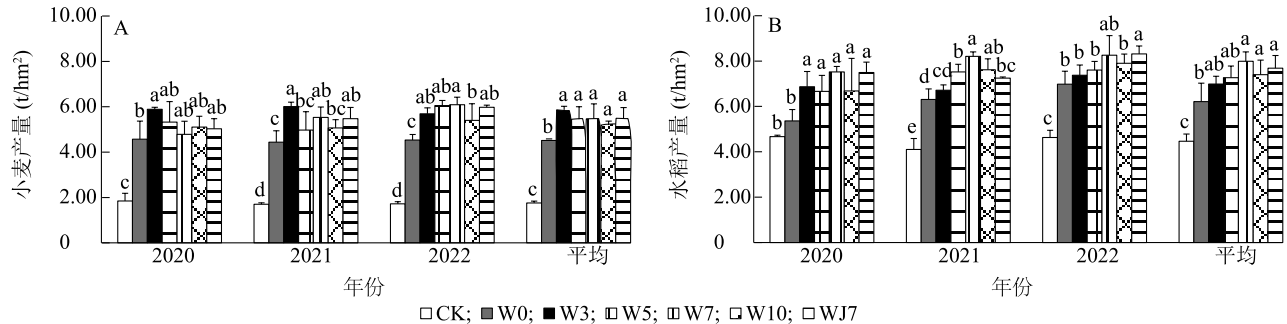 A
小麦产量 (t/hm²)
10.00
8.00
6.00
4.00
2.00
0
c b a ab ab ab ab
d c a bc ab bc ab
d c ab a a b ab
c b a a a a a
2020 2021 2022 平均
年份
B
水稻产量 (t/hm²)
10.00
8.00
6.00
4.00
2.00
0
b b a a a a a
e d cd b a ab bc
c b b b ab b a
c b ab ab a a a
2020 2021 2022 平均
年份
CK; W0; W3; W5; W7; W10; WJ7